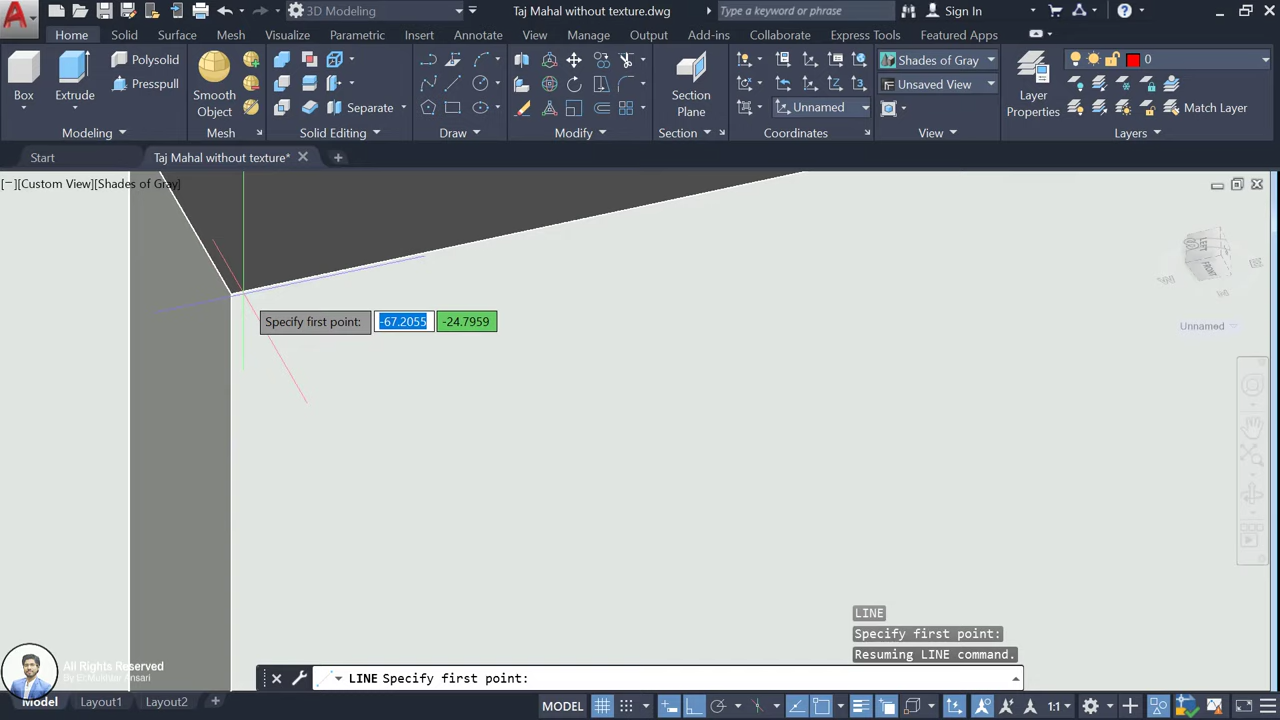 A
3D Modeling
Taj Mahal without texture.dwg
Type a keyword or phrase
Sign In
?
Home
Solid
Surface
Mesh
Visualize
Parametric
Insert
Annotate
View
Manage
Output
Add-ins
Collaborate
Express Tools
Featured Apps
Box
Extrude
Polysolid
Presspull
Modeling
Smooth
Object
Mesh
Separate
Solid Editing
Draw
Modify
Section
Plane
Section
Unnamed
Coordinates
Shades of Gray
Unsaved View
View
Layer
Properties
0
Match Layer
Layers
Start
Taj Mahal without texture*
[−][Custom View][Shades of Gray]
LEFT
FRONT
Unnamed
Specify first point:
-67.2055
-24.7959
LINE
Specify first point:
Resuming LINE command.
LINE Specify first point:
All Rights Reserved
Model
Layout1
Layout2
MODEL
1:1